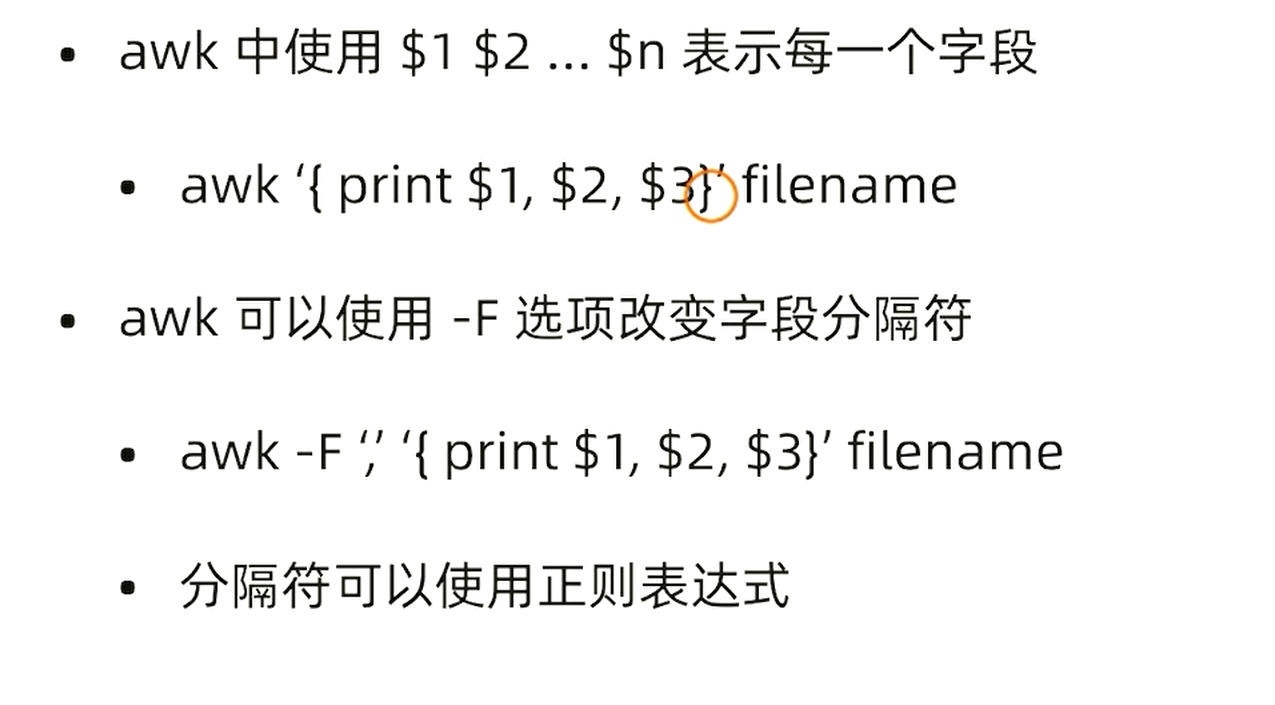 • awk 中使用 $1 $2 … $n 表示每一个字段
• awk ‘{ print $1, $2, $3}’ filename
• awk 可以使用 -F 选项改变字段分隔符
• awk -F ‘,’ ‘{ print $1, $2, $3}’ filename
• 分隔符可以使用正则表达式